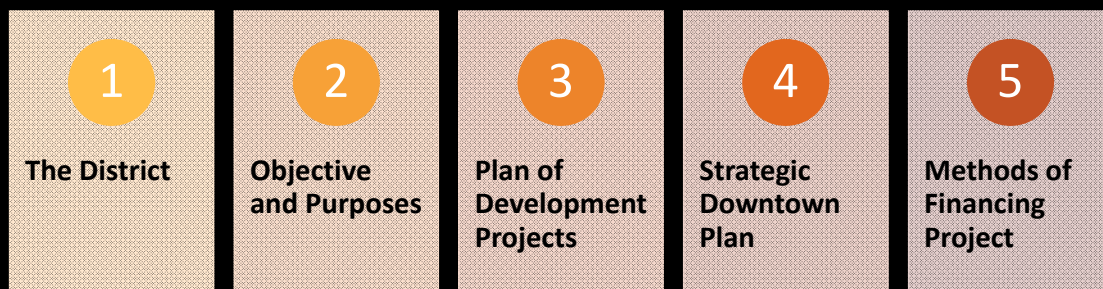 1
The District
2
Objective
and Purposes
3
Plan of
Development
Projects
4
Strategic
Downtown
Plan
5
Methods of
Financing
Project